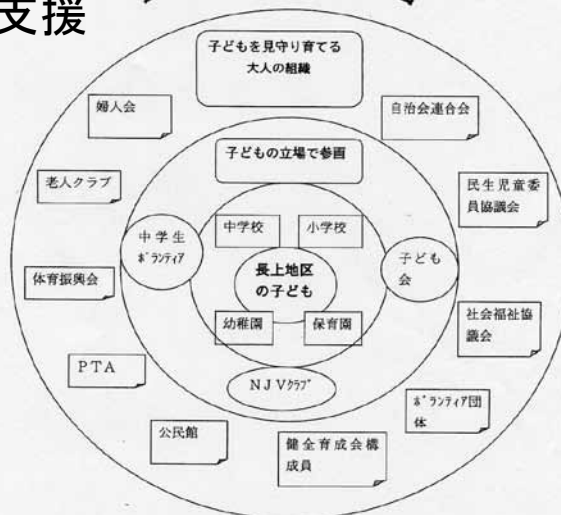 支援
子どもを見守り育てる
大人の組織
婦人会
自治会連合会
子どもの立場で参画
老人クラブ
民生児童委
員協議会
中学校
小学校
中学生
ボランティア
子ども
会
長上地区
の子ども
体育振興会
幼稚園
保育園
社会福祉協
議会
PTA
NJVクラブ
ボランティア団
体
公民館
健全育成会構
成員